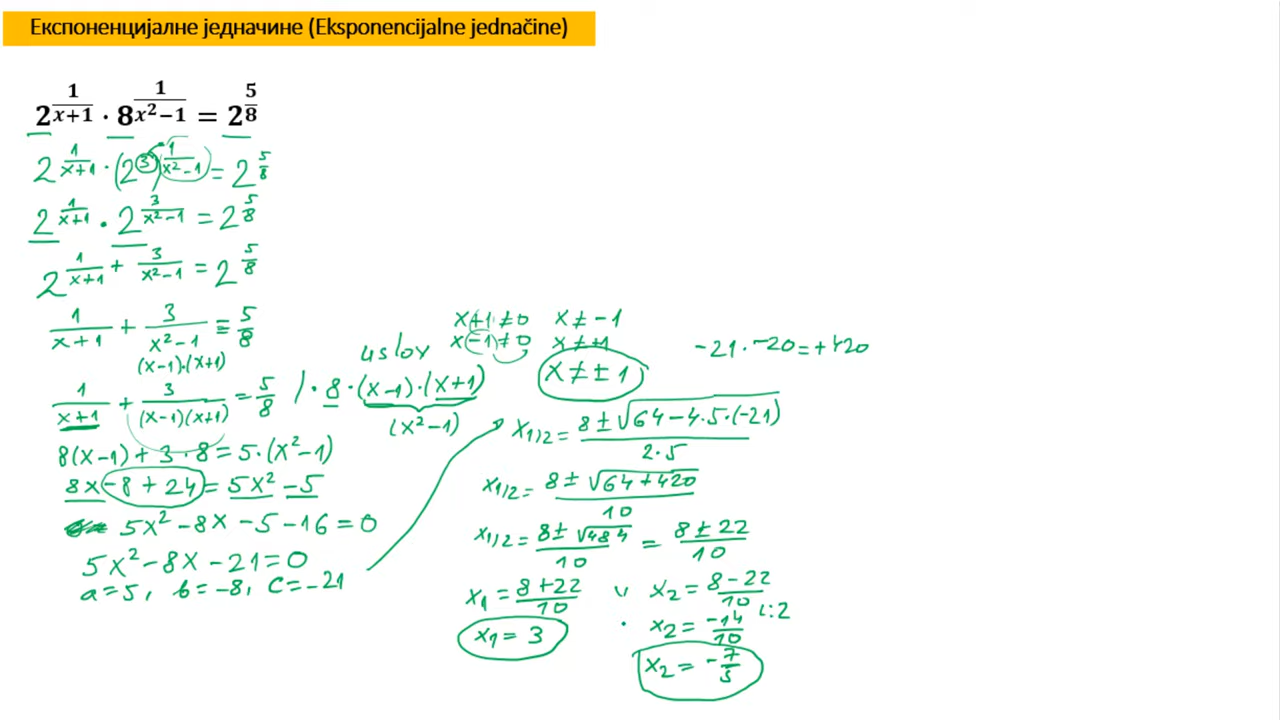 Експоненцијалне једначине (Eksponencijalne jednačine)
2^(1/(x+1)) · 8^(1/(x²−1)) = 2^(5/8)
2^(1/(x+1)) · (2³)^(1/(x²−1)) = 2^(5/8)
2^(1/(x+1)) · 2^(3/(x²−1)) = 2^(5/8)
2^(1/(x+1) + 3/(x²−1)) = 2^(5/8)
1/(x+1) + 3/(x²−1) = 5/8
(x−1)·(x+1)
1/(x+1) + 3/((x−1)(x+1)) = 5/8 /· 8 · (x−1)·(x+1)
(x²−1)
8(x−1) + 3·8 = 5·(x²−1)
8x − 8 + 24 = 5x² − 5
5x² − 8x − 5 − 16 = 0
5x² − 8x − 21 = 0
a = 5, b = −8, c = −21
uslov
x+1 ≠ 0 x ≠ −1
x−1 ≠ 0 x ≠ +1
x ≠ ± 1
−21 · −20 = +420
x₁/₂ = (8 ± √(64 − 4·5·(−21)))/(2·5)
x₁/₂ = (8 ± √(64 + 420))/10
x₁/₂ = (8 ± √484)/10 = (8 ± 22)/10
x₁ = (8 + 22)/10 v x₂ = (8 − 22)/10
x₁ = 3 x₂ = −14/10 /:2
x₂ = −7/5